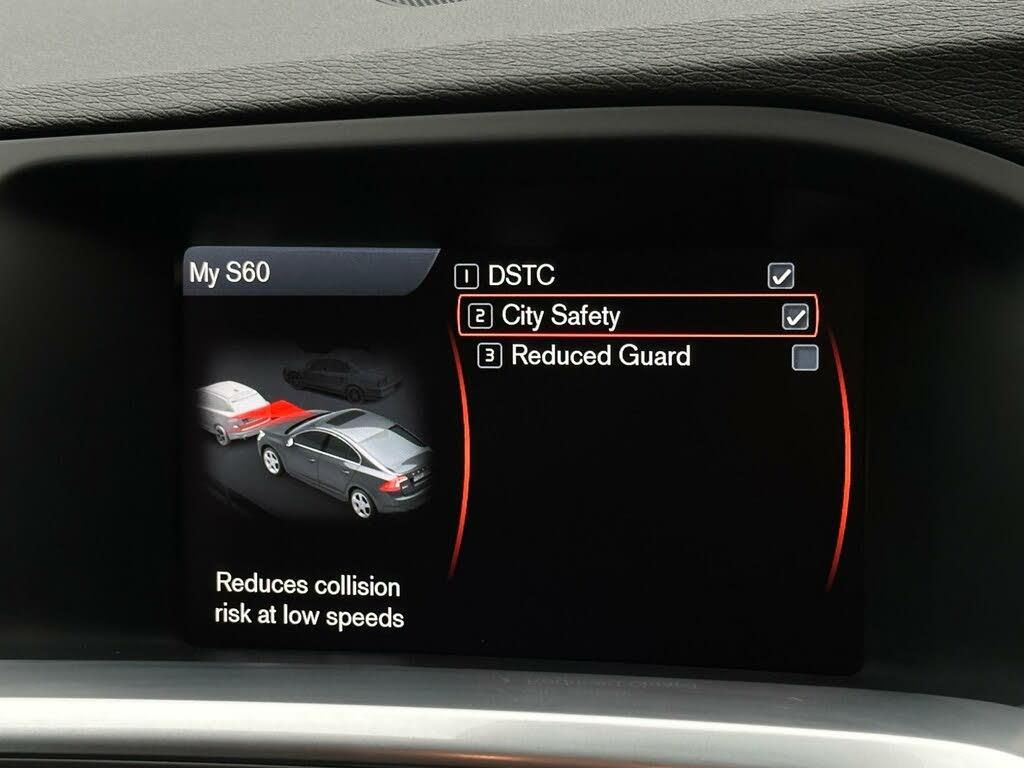 My S60
1 DSTC
2 City Safety
3 Reduced Guard
Reduces collision
risk at low speeds